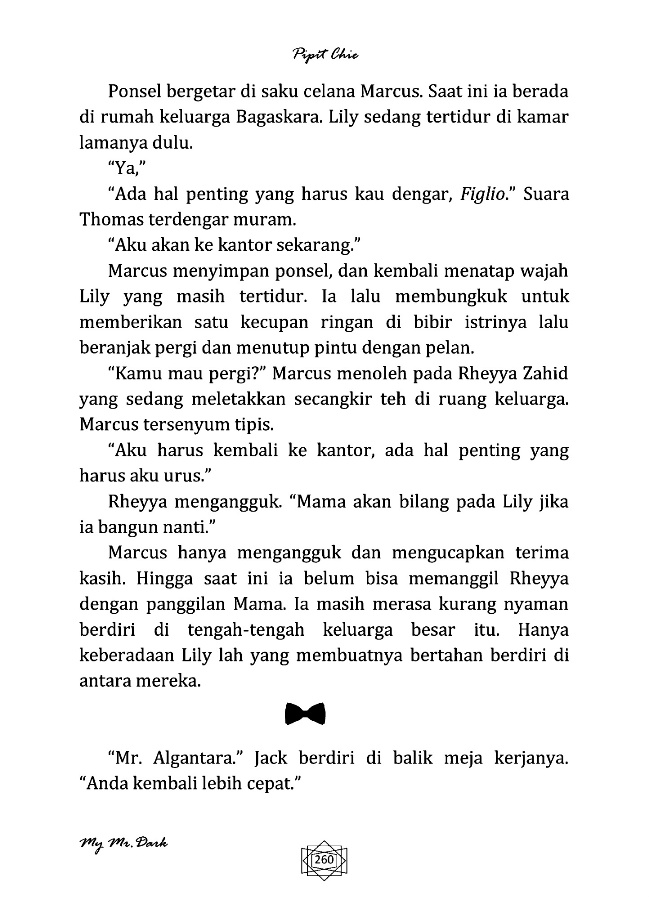 Pipit Chie
Ponsel bergetar di saku celana Marcus. Saat ini ia berada
di rumah keluarga Bagaskara. Lily sedang tertidur di kamar
lamanya dulu.
“Ya,”
“Ada hal penting yang harus kau dengar, Figlio.” Suara
Thomas terdengar muram.
“Aku akan ke kantor sekarang.”
Marcus menyimpan ponsel, dan kembali menatap wajah
Lily yang masih tertidur. Ia lalu membungkuk untuk
memberikan satu kecupan ringan di bibir istrinya lalu
beranjak pergi dan menutup pintu dengan pelan.
“Kamu mau pergi?” Marcus menoleh pada Rheyya Zahid
yang sedang meletakkan secangkir teh di ruang keluarga.
Marcus tersenyum tipis.
“Aku harus kembali ke kantor, ada hal penting yang
harus aku urus.”
Rheyya mengangguk. “Mama akan bilang pada Lily jika
ia bangun nanti.”
Marcus hanya mengangguk dan mengucapkan terima
kasih. Hingga saat ini ia belum bisa memanggil Rheyya
dengan panggilan Mama. Ia masih merasa kurang nyaman
berdiri di tengah-tengah keluarga besar itu. Hanya
keberadaan Lily lah yang membuatnya bertahan berdiri di
antara mereka.
“Mr. Algantara.” Jack berdiri di balik meja kerjanya.
“Anda kembali lebih cepat.”
My Mr. Dark
260